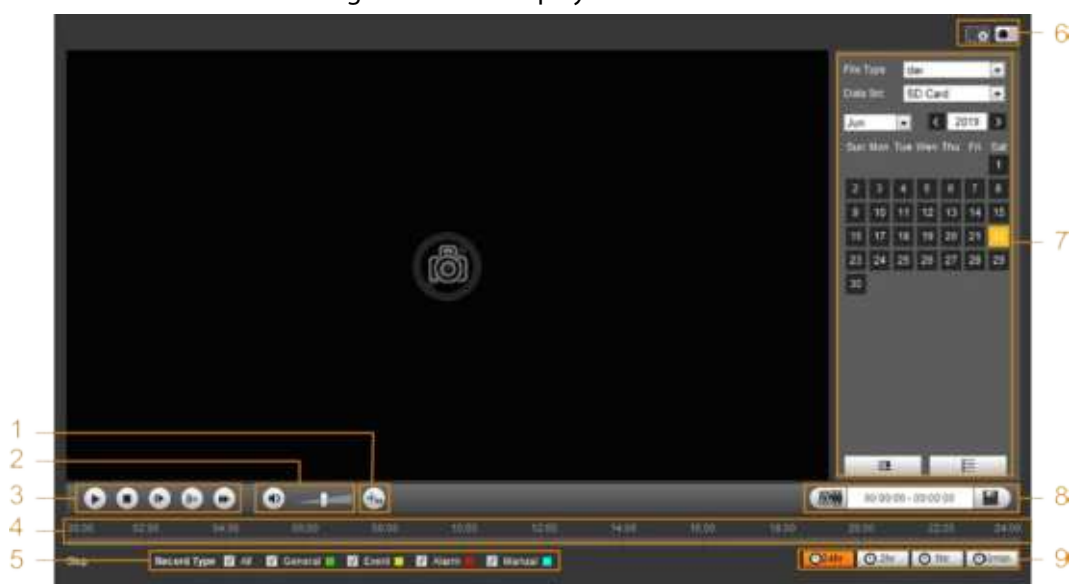 6
File Type dav
Data Src SD Card
Jun 2019
Sun Mon Tue Wen Thu Fri Sat
1
2 3 4 5 6 7 8
9 10 11 12 13 14 15
7
16 17 18 19 20 21
23 24 25 26 27 28 29
30
1
2
3
00:00:00 - 00:00:00
8
4
00:00 02:00 04:00 06:00 08:00 10:00 12:00 14:00 16:00 18:00 20:00 22:00 24:00
5
Stop Record Type All General Event Alarm Manual
24hr 2hr 1hr 30min
9